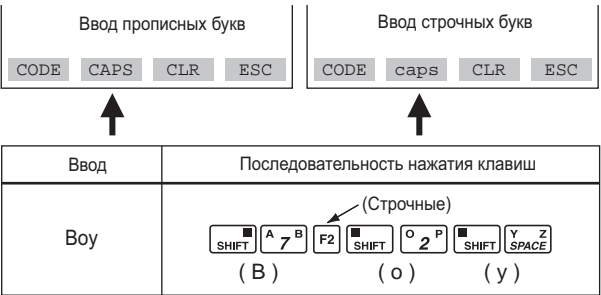 Ввод прописных букв
CODE CAPS CLR ESC
Ввод строчных букв
CODE caps CLR ESC
Ввод
Последовательность нажатия клавиш
Boy
(Строчные)
SHIFT A 7 B F2 SHIFT O 2 P SHIFT Y Z SPACE
( B ) ( o ) ( y )